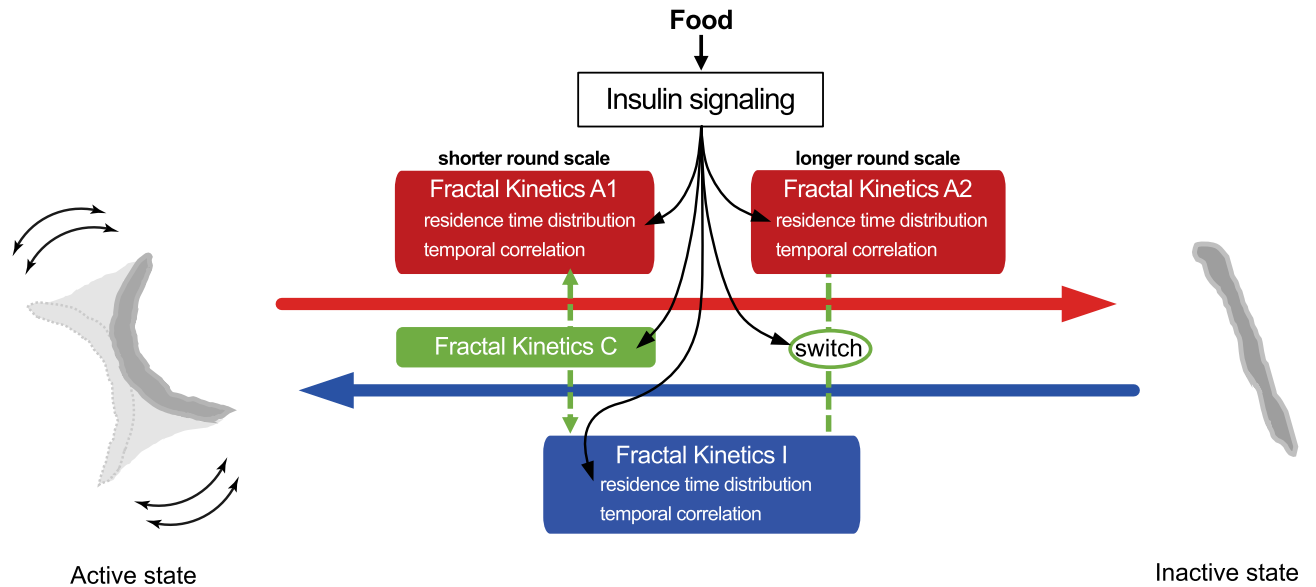 Food
Insulin signaling
shorter round scale
longer round scale
Fractal Kinetics A1
residence time distribution
temporal correlation
Fractal Kinetics A2
residence time distribution
temporal correlation
Fractal Kinetics C
switch
Fractal Kinetics I
residence time distribution
temporal correlation
Active state
Inactive state